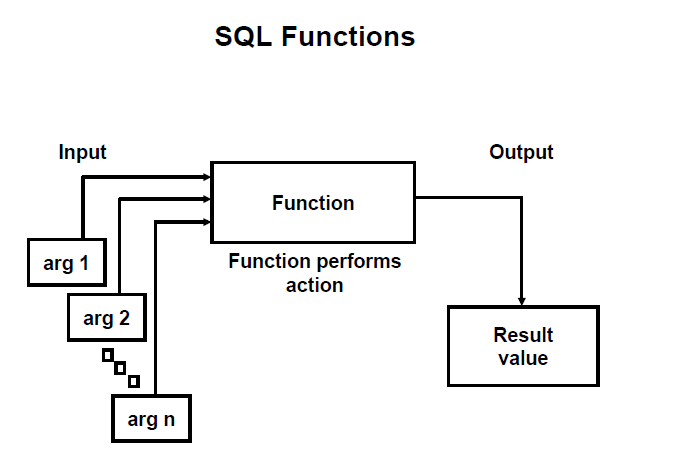 SQL Functions
Input
Output
Function
Function performs
action
arg 1
arg 2
arg n
Result
value